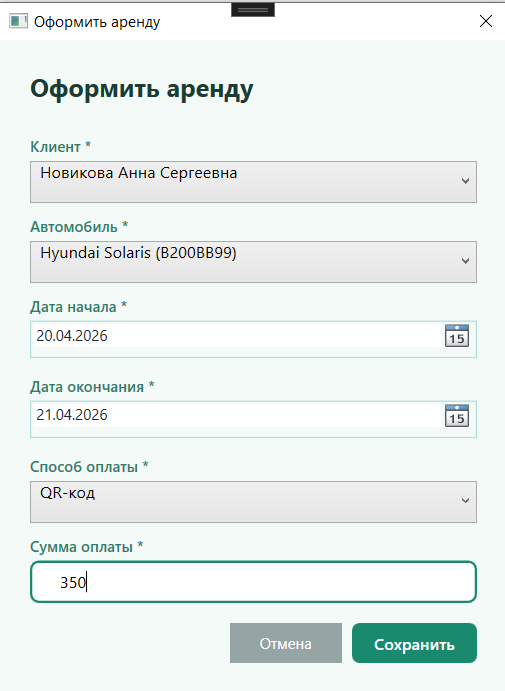 Оформить аренду
Оформить аренду
Клиент *
Новикова Анна Сергеевна
Автомобиль *
Hyundai Solaris (B200BB99)
Дата начала *
20.04.2026
15
Дата окончания *
21.04.2026
15
Способ оплаты *
QR-код
Сумма оплаты *
350
Отмена
Сохранить